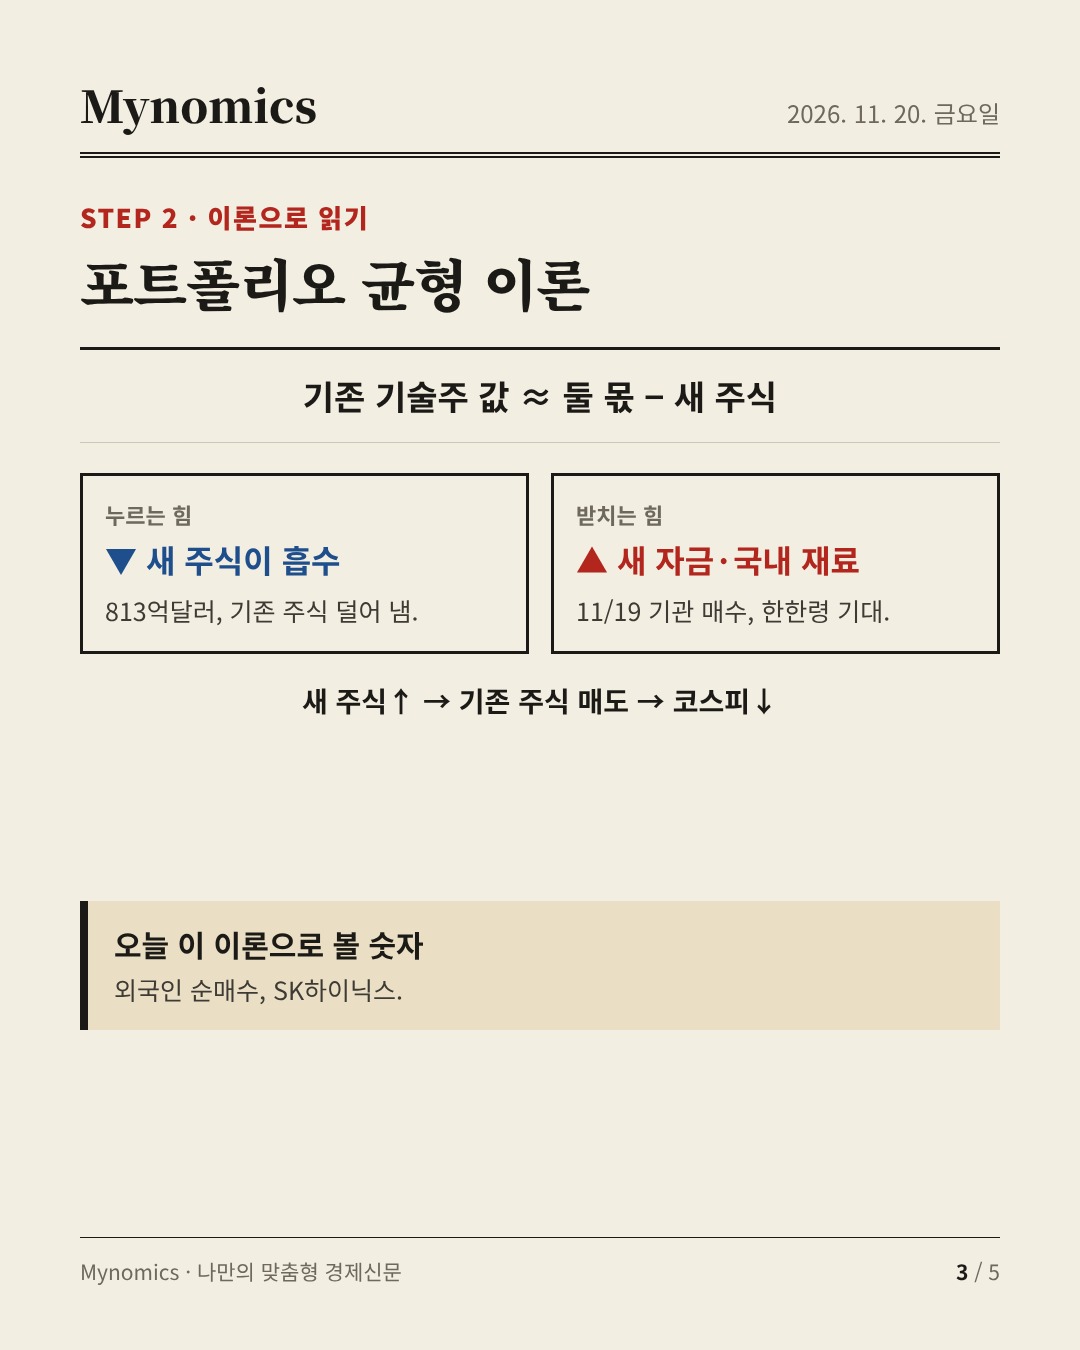 Mynomics
2026. 11. 20. 금요일
STEP 2 · 이론으로 읽기
포트폴리오 균형 이론
기존 기술주 값 ≈ 둘 몫 − 새 주식
누르는 힘
▼ 새 주식이 흡수
813억달러, 기존 주식 덜어 냄.
받치는 힘
▲ 새 자금·국내 재료
11/19 기관 매수, 한한령 기대.
새 주식↑ → 기존 주식 매도 → 코스피↓
오늘 이 이론으로 볼 숫자
외국인 순매수, SK하이닉스.
Mynomics · 나만의 맞춤형 경제신문
3 / 5